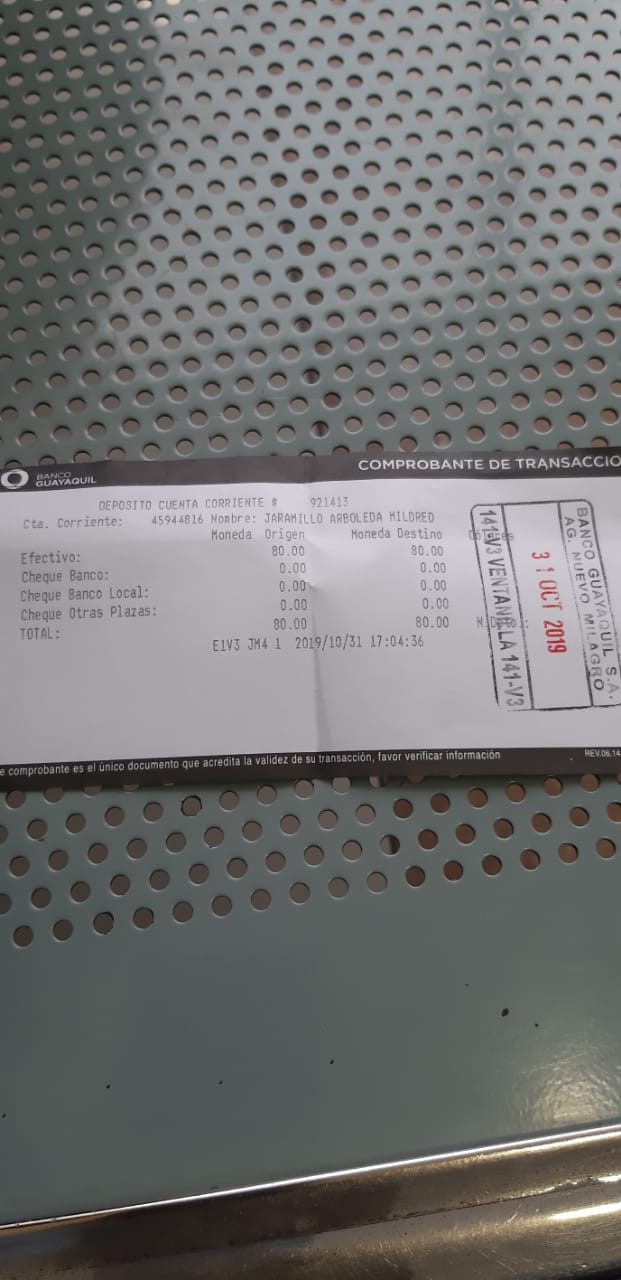 BANCO
GUAYAQUIL
COMPROBANTE DE TRANSACCIO
DEPOSITO CUENTA CORRIENTE # 921413
Cta. Corriente: 45944816 Nombre: JARAMILLO ARBOLEDA MILDRED
Moneda Origen Moneda Destino
Efectivo: 80.00 80.00
Cheque Banco: 0.00 0.00
Cheque Banco Local: 0.00 0.00
Cheque Otras Plazas: 0.00 0.00
TOTAL: 80.00 80.00
E1V3 JM4 1 2019/10/31 17:04:36
BANCO GUAYAQUIL S.A.
AG. NUEVO MILAGRO
31 OCT 2019
141-V3 VENTANILLA 141-V3
e comprobante es el único documento que acredita la validez de su transacción, favor verificar información
REV.06.14